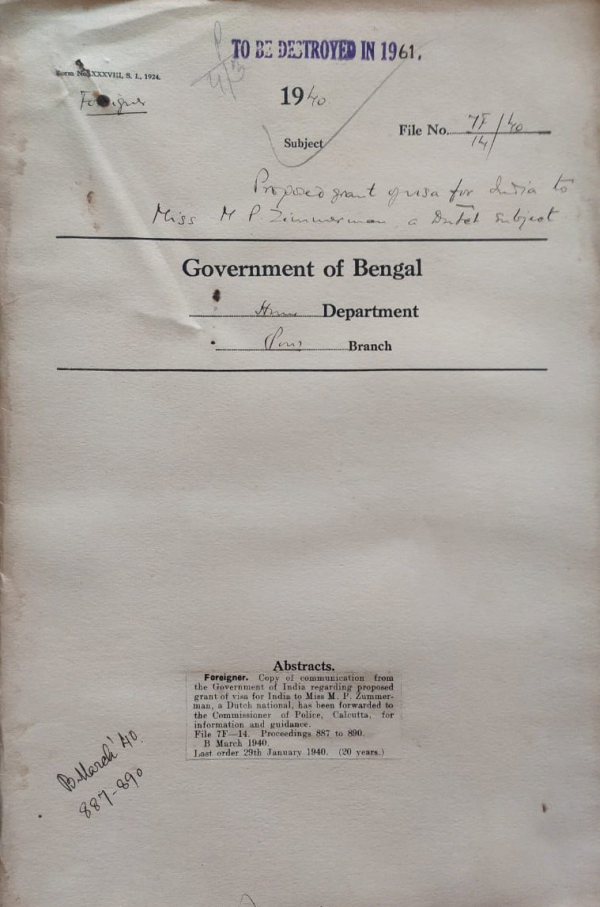 TO BE DESTROYED IN 1961.
Form No. XXXVIII, S. I., 1924.
Foreigner
1940
File No. 7F/40
14
Subject
Proposed grant of visa for India to
Miss M P Zimmerman, a Dutch subject
Government of Bengal
Home Department
Branch
Abstracts.
Foreigner. Copy of communication from
the Government of India regarding proposed
grant of visa for India to Miss M. P. Zummer-
man, a Dutch national, has been forwarded to
the Commissioner of Police, Calcutta, for
information and guidance.
File 7F—14. Proceedings 887 to 890.
B March 1940.
Last order 29th January 1940. (20 years.)
B March '40.
887-890